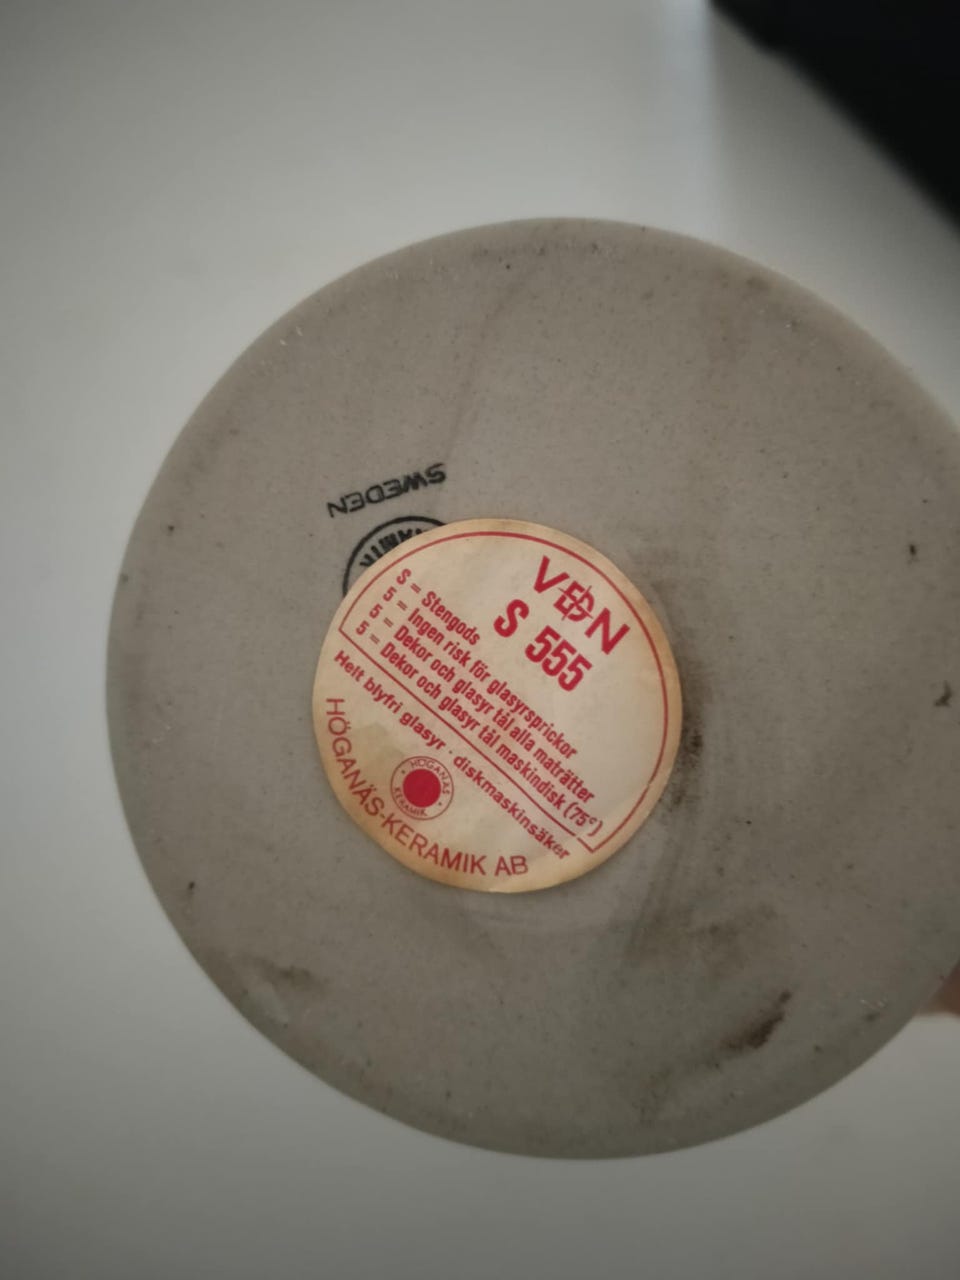 SWEDEN
VDN
S 555
S = Stengods
5 = Ingen risk för glasyrsprickor
5 = Dekor och glasyr tål alla maträtter
5 = Dekor och glasyr tål maskindisk (75°)
Helt blyfri glasyr · diskmaskinsäker
HÖGANÄS
KERAMIK
HÖGANÄS-KERAMIK AB